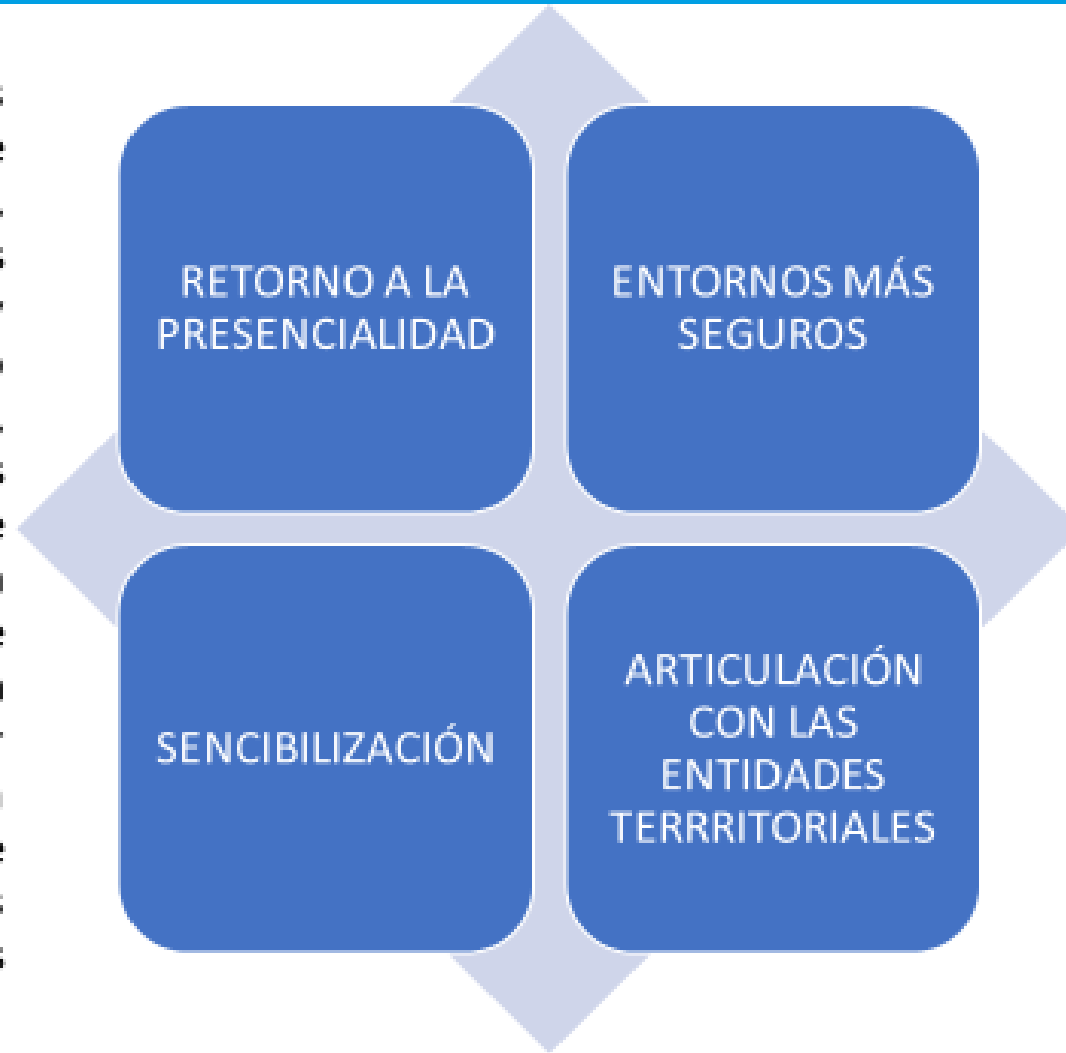 RETORNO A LA
PRESENCIALIDAD
ENTORNOS MÁS
SEGUROS
SENCIBILIZACIÓN
ARTICULACIÓN
CON LAS
ENTIDADES
TERRRITORIALES